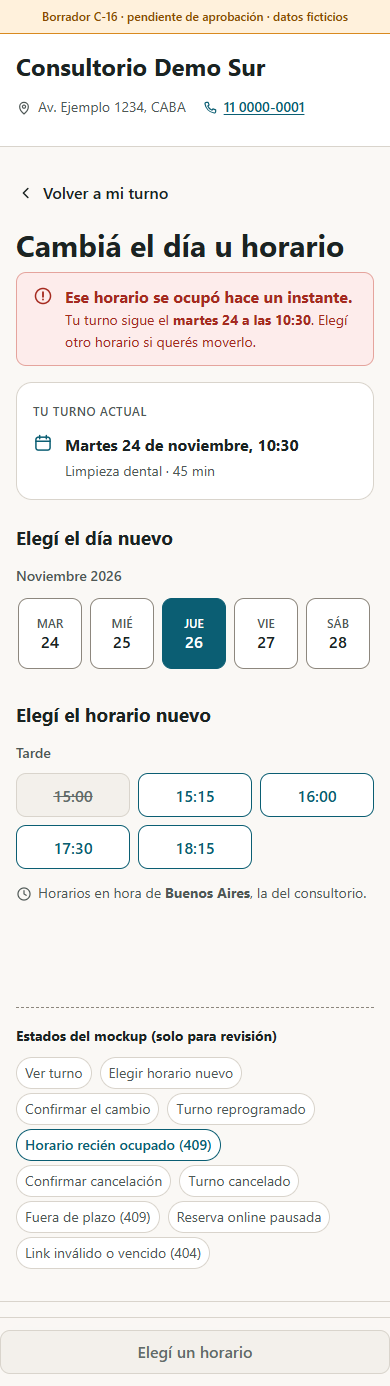 Borrador C-16 · pendiente de aprobación · datos ficticios
Consultorio Demo Sur
Av. Ejemplo 1234, CABA 11 0000-0001
Volver a mi turno
Cambiá el día u horario
Ese horario se ocupó hace un instante.
Tu turno sigue el martes 24 a las 10:30. Elegí
otro horario si querés moverlo.
TU TURNO ACTUAL
Martes 24 de noviembre, 10:30
Limpieza dental · 45 min
Elegí el día nuevo
Noviembre 2026
MAR MIÉ JUE VIE SÁB
24 25 26 27 28
Elegí el horario nuevo
Tarde
15:00 15:15 16:00
17:30 18:15
Horarios en hora de Buenos Aires, la del consultorio.
Estados del mockup (solo para revisión)
Ver turno Elegir horario nuevo
Confirmar el cambio Turno reprogramado
Horario recién ocupado (409)
Confirmar cancelación Turno cancelado
Fuera de plazo (409) Reserva online pausada
Link inválido o vencido (404)
Elegí un horario